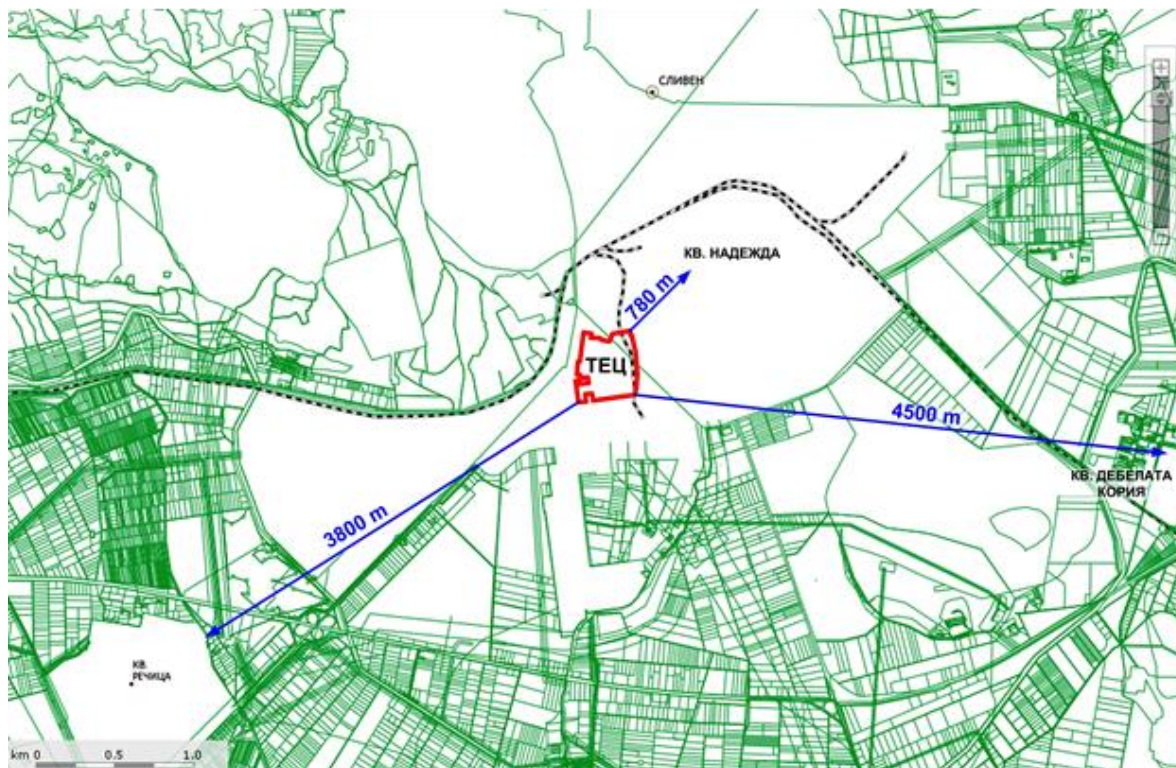 СЛИВЕН
КВ. НАДЕЖДА
780 m
ТЕЦ
4500 m
КВ. ДЕБЕЛАТА
КОРИЯ
3800 m
КВ.
РЕЧИЦА
km 0 0.5 1.0